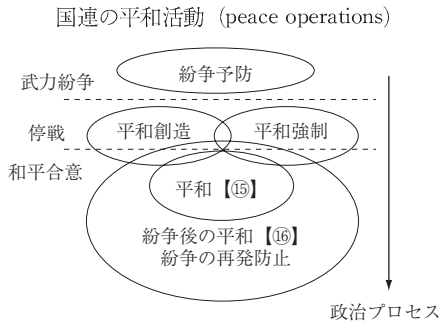 国連の平和活動（peace operations）
紛争予防
武力紛争
停戦
平和創造
平和強制
和平合意
平和【⑮】
紛争後の平和【⑯】
紛争の再発防止
政治プロセス